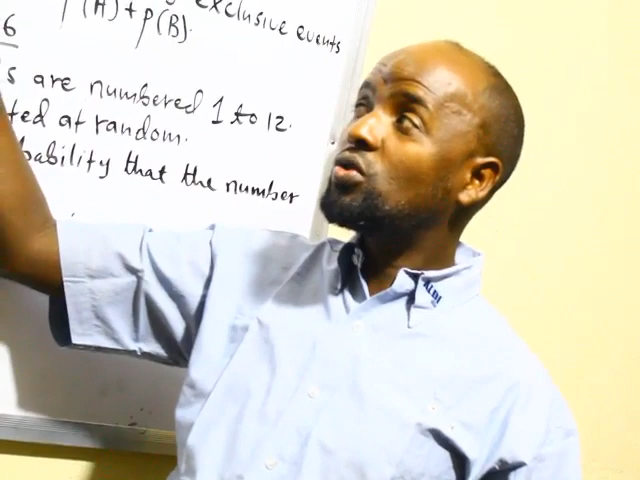 exclusive events
P(A) + P(B).
6
s are numbered 1 to 12.
ted at random.
bability that the number